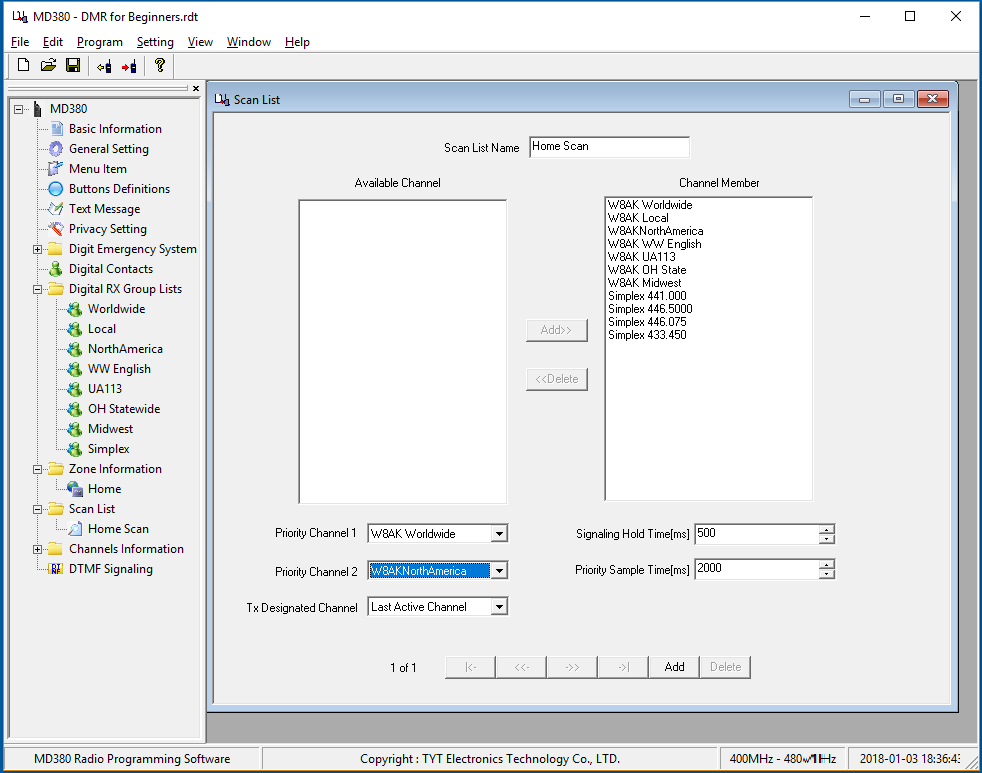 MD380 - DMR for Beginners.rdt
File Edit Program Setting View Window Help
MD380
Basic Information
General Setting
Menu Item
Buttons Definitions
Text Message
Privacy Setting
Digit Emergency System
Digital Contacts
Digital RX Group Lists
Worldwide
Local
NorthAmerica
WW English
UA113
OH Statewide
Midwest
Simplex
Zone Information
Home
Scan List
Home Scan
Channels Information
DTMF Signaling
Scan List
Scan List Name Home Scan
Available Channel
Channel Member
W8AK Worldwide
W8AK Local
W8AKNorthAmerica
W8AK WW English
W8AK UA113
W8AK OH State
W8AK Midwest
Simplex 441.000
Simplex 446.5000
Simplex 446.075
Simplex 433.450
Add>>
<<Delete
Priority Channel 1 W8AK Worldwide
Signaling Hold Time[ms] 500
Priority Channel 2 W8AKNorthAmerica
Priority Sample Time[ms] 2000
Tx Designated Channel Last Active Channel
1 of 1 |<- <<- ->> ->| Add Delete
MD380 Radio Programming Software Copyright : TYT Electronics Technology Co., LTD. 400MHz - 2018-01-03 18:36:43